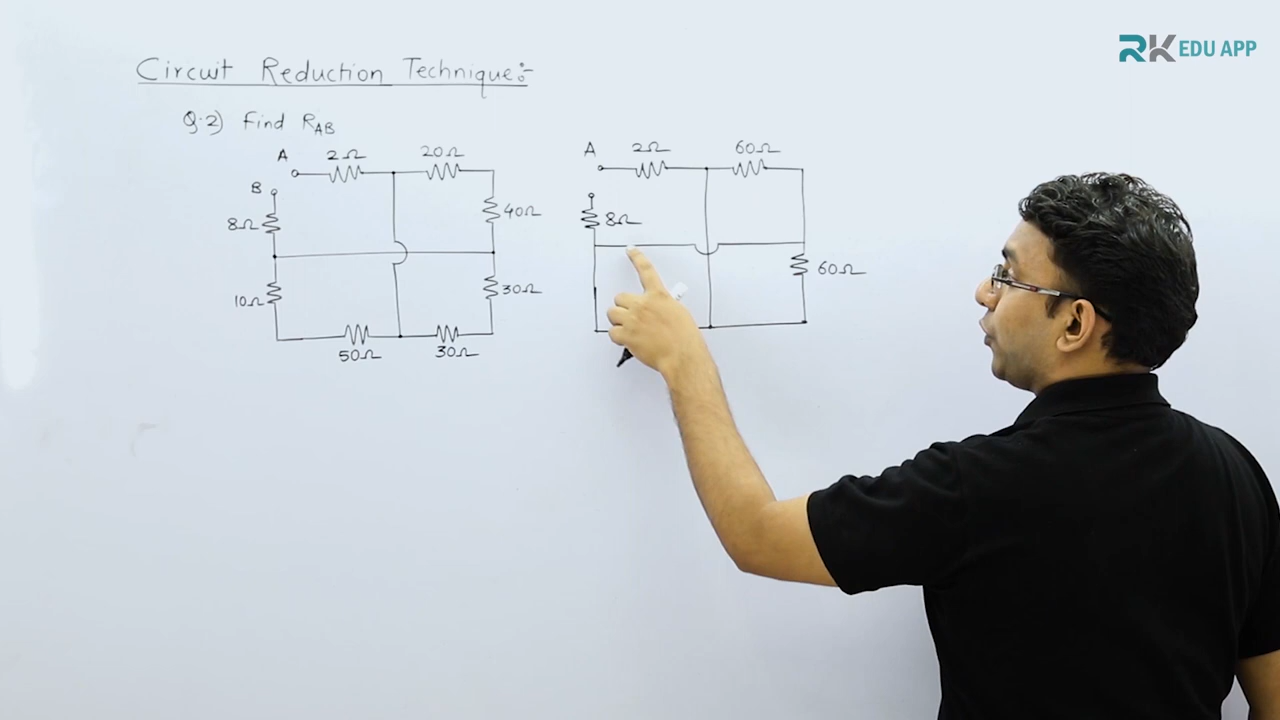 RK EDU APP
Circuit Reduction Technique:-
Q.2) Find R_AB
A 2Ω 20Ω
B
8Ω 40Ω
10Ω 30Ω
50Ω 30Ω
A 2Ω 60Ω
8Ω
60Ω